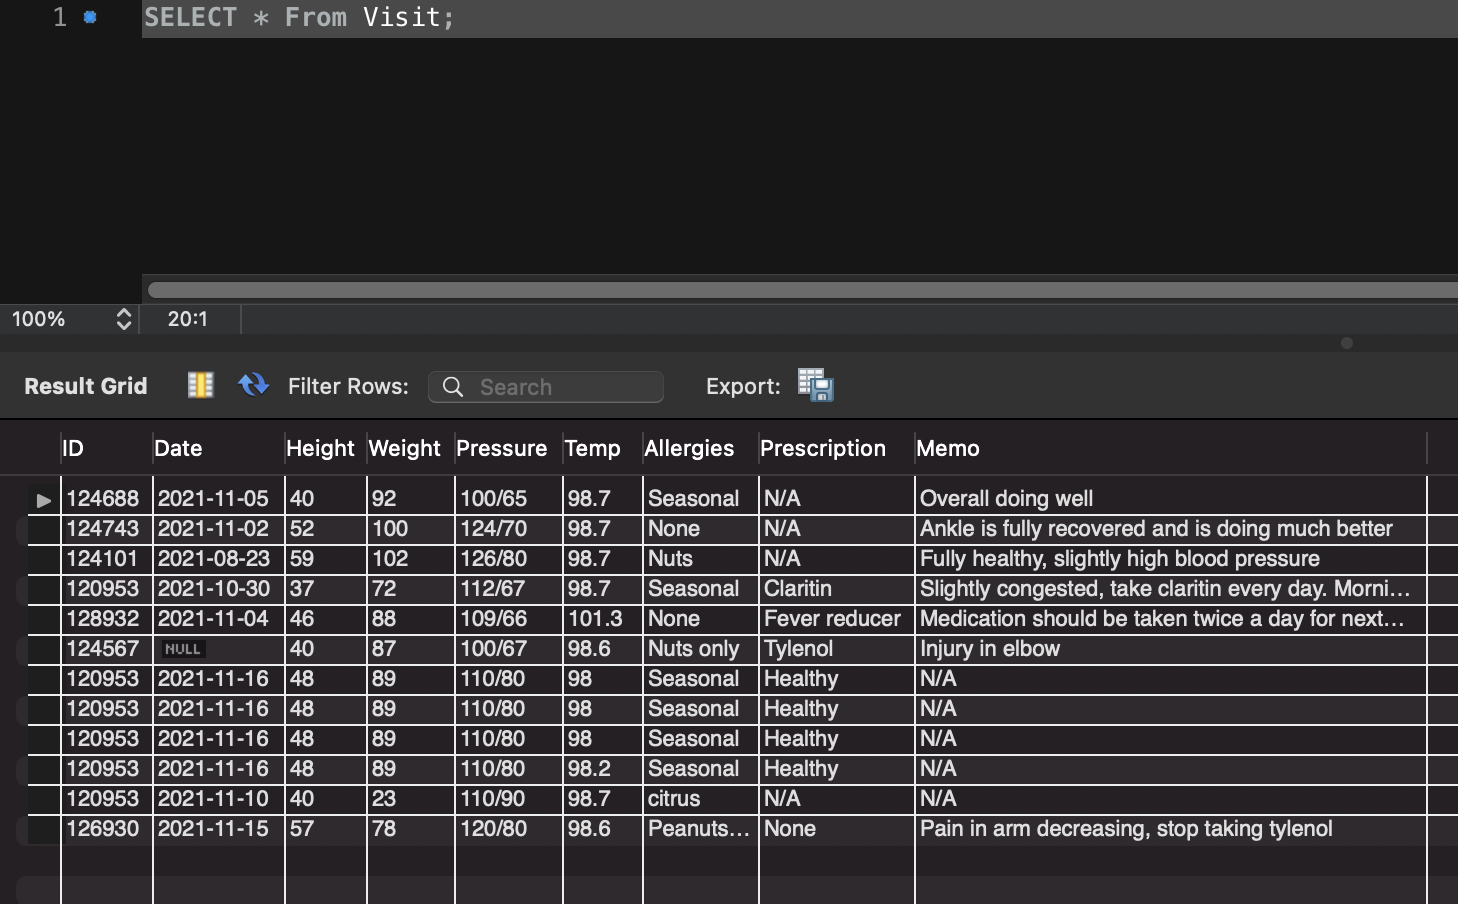 1 SELECT * From Visit;
100% 20:1
Result Grid Filter Rows: Search Export:
ID Date Height Weight Pressure Temp Allergies Prescription Memo
124688 2021-11-05 40 92 100/65 98.7 Seasonal N/A Overall doing well
124743 2021-11-02 52 100 124/70 98.7 None N/A Ankle is fully recovered and is doing much better
124101 2021-08-23 59 102 126/80 98.7 Nuts N/A Fully healthy, slightly high blood pressure
120953 2021-10-30 37 72 112/67 98.7 Seasonal Claritin Slightly congested, take claritin every day. Morni...
128932 2021-11-04 46 88 109/66 101.3 None Fever reducer Medication should be taken twice a day for next...
124567 NULL 40 87 100/67 98.6 Nuts only Tylenol Injury in elbow
120953 2021-11-16 48 89 110/80 98 Seasonal Healthy N/A
120953 2021-11-16 48 89 110/80 98 Seasonal Healthy N/A
120953 2021-11-16 48 89 110/80 98 Seasonal Healthy N/A
120953 2021-11-16 48 89 110/80 98.2 Seasonal Healthy N/A
120953 2021-11-10 40 23 110/90 98.7 citrus N/A N/A
126930 2021-11-15 57 78 120/80 98.6 Peanuts... None Pain in arm decreasing, stop taking tylenol